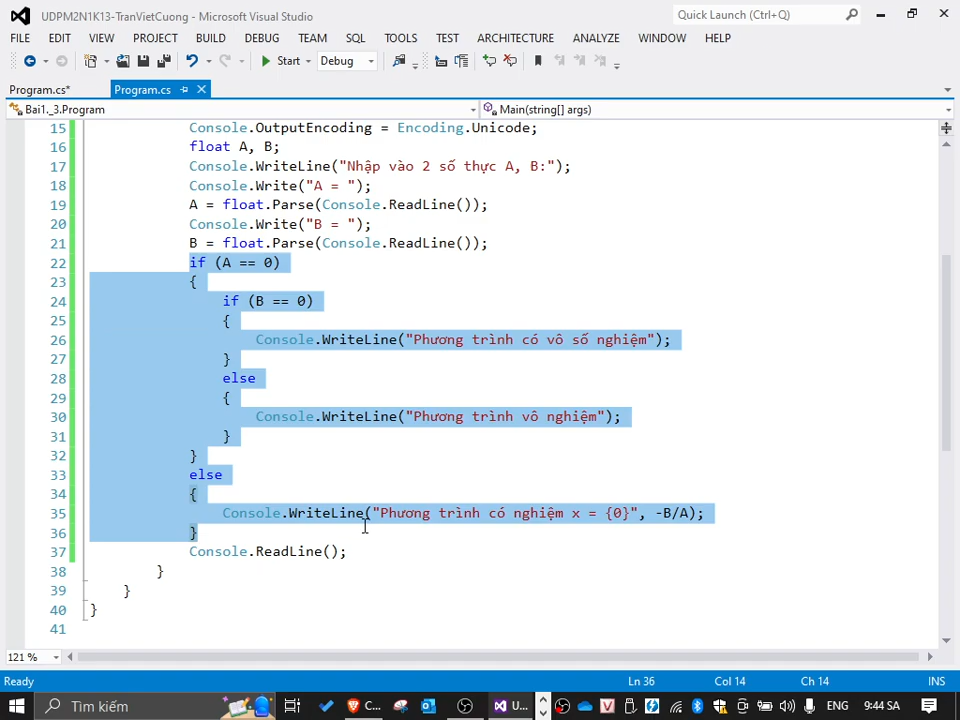 UDPM2N1K13-TranVietCuong - Microsoft Visual Studio
Quick Launch (Ctrl+Q)
FILE EDIT VIEW PROJECT BUILD DEBUG TEAM SQL TOOLS TEST ARCHITECTURE ANALYZE WINDOW HELP
Start Debug
Program.cs* Program.cs
Bai1._3.Program Main(string[] args)
15 Console.OutputEncoding = Encoding.Unicode;
16 float A, B;
17 Console.WriteLine("Nhập vào 2 số thực A, B:");
18 Console.Write("A = ");
19 A = float.Parse(Console.ReadLine());
20 Console.Write("B = ");
21 B = float.Parse(Console.ReadLine());
22 if (A == 0)
23 {
24 if (B == 0)
25 {
26 Console.WriteLine("Phương trình có vô số nghiệm");
27 }
28 else
29 {
30 Console.WriteLine("Phương trình vô nghiệm");
31 }
32 }
33 else
34 {
35 Console.WriteLine("Phương trình có nghiệm x = {0}", -B/A);
36 }
37 Console.ReadLine();
38 }
39 }
40 }
41
121 %
Ready Ln 36 Col 14 Ch 14 INS
Tìm kiếm C... U... ENG 9:44 SA